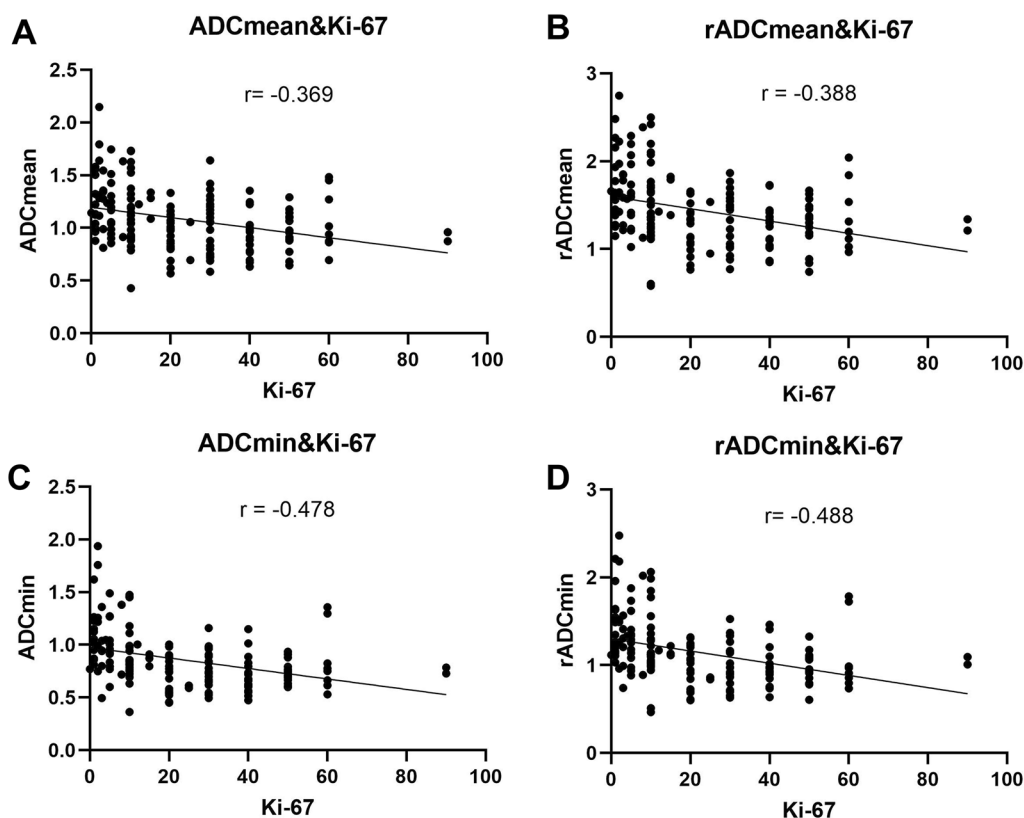 A
ADCmean&Ki-67
r= -0.369
ADCmean
2.5
2.0
1.5
1.0
0.5
0.0
0
20
40
60
80
100
Ki-67
B
rADCmean&Ki-67
r = -0.388
rADCmean
3
2
1
0
0
20
40
60
80
100
Ki-67
C
ADCmin&Ki-67
r = -0.478
ADCmin
2.5
2.0
1.5
1.0
0.5
0.0
0
20
40
60
80
100
Ki-67
D
rADCmin&Ki-67
r= -0.488
rADCmin
3
2
1
0
0
20
40
60
80
100
Ki-67